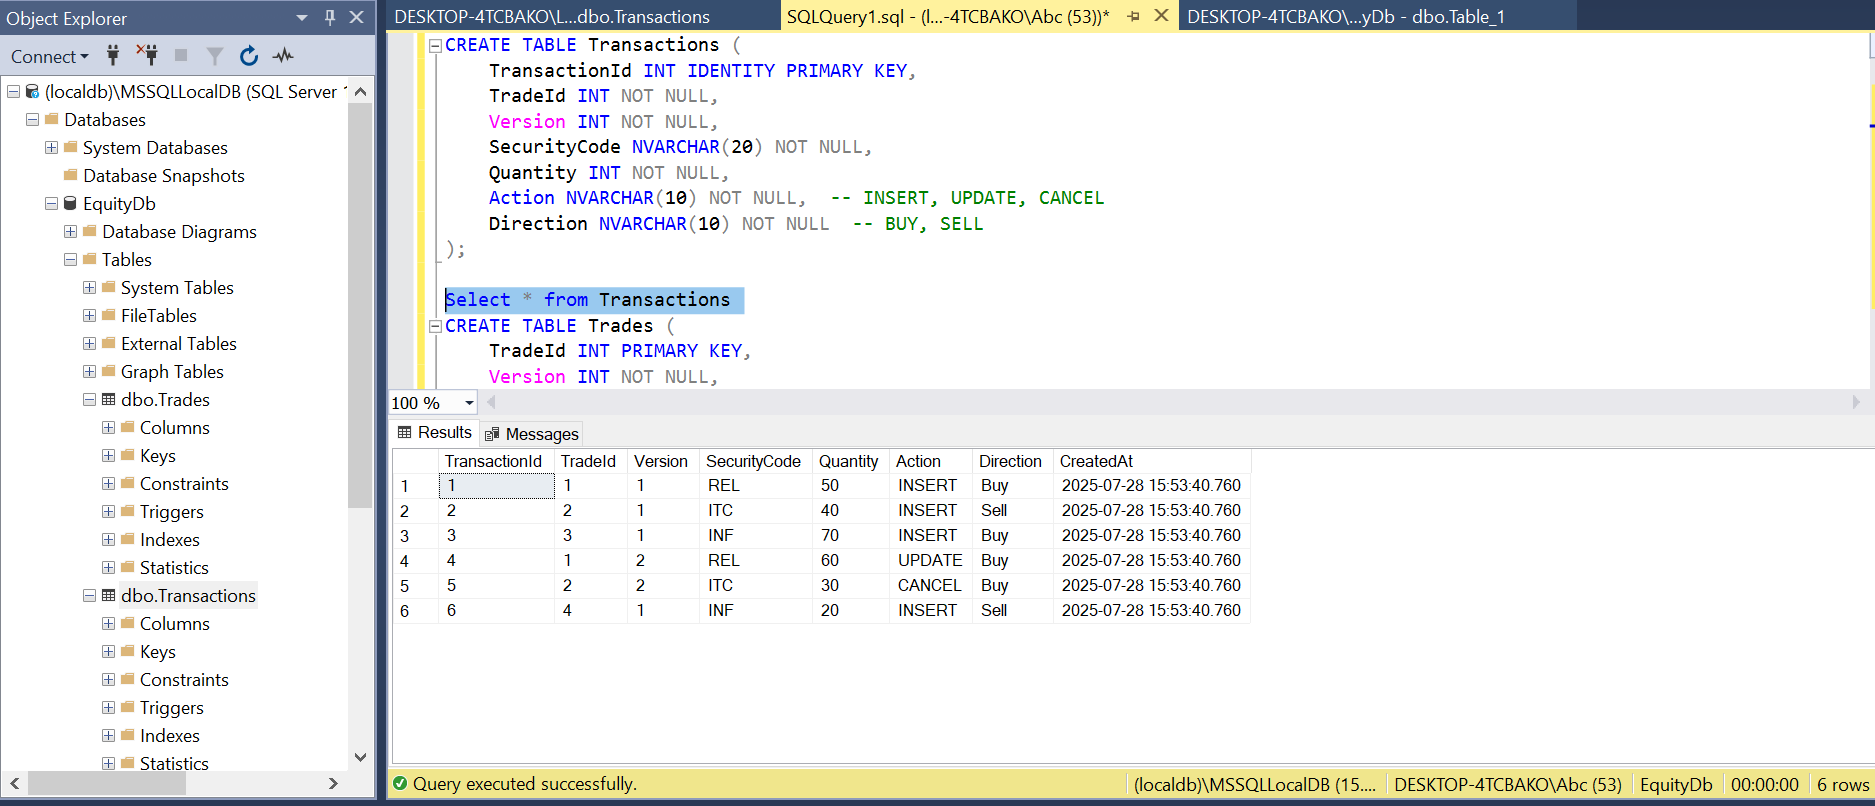 Object Explorer
Connect
(localdb)\MSSQLLocalDB (SQL Server 1
Databases
System Databases
Database Snapshots
EquityDb
Database Diagrams
Tables
System Tables
FileTables
External Tables
Graph Tables
dbo.Trades
Columns
Keys
Constraints
Triggers
Indexes
Statistics
dbo.Transactions
Columns
Keys
Constraints
Triggers
Indexes
Statistics
DESKTOP-4TCBAKO\L...dbo.Transactions SQLQuery1.sql - (l...-4TCBAKO\Abc (53))* DESKTOP-4TCBAKO\...yDb - dbo.Table_1
CREATE TABLE Transactions (
TransactionId INT IDENTITY PRIMARY KEY,
TradeId INT NOT NULL,
Version INT NOT NULL,
SecurityCode NVARCHAR(20) NOT NULL,
Quantity INT NOT NULL,
Action NVARCHAR(10) NOT NULL, -- INSERT, UPDATE, CANCEL
Direction NVARCHAR(10) NOT NULL -- BUY, SELL
);
Select * from Transactions
CREATE TABLE Trades (
TradeId INT PRIMARY KEY,
Version INT NOT NULL,
100 %
Results Messages
TransactionId TradeId Version SecurityCode Quantity Action Direction CreatedAt
1 1 1 1 REL 50 INSERT Buy 2025-07-28 15:53:40.760
2 2 2 1 ITC 40 INSERT Sell 2025-07-28 15:53:40.760
3 3 3 1 INF 70 INSERT Buy 2025-07-28 15:53:40.760
4 4 1 2 REL 60 UPDATE Buy 2025-07-28 15:53:40.760
5 5 2 2 ITC 30 CANCEL Buy 2025-07-28 15:53:40.760
6 6 4 1 INF 20 INSERT Sell 2025-07-28 15:53:40.760
Query executed successfully. (localdb)\MSSQLLocalDB (15.... DESKTOP-4TCBAKO\Abc (53) EquityDb 00:00:00 6 rows